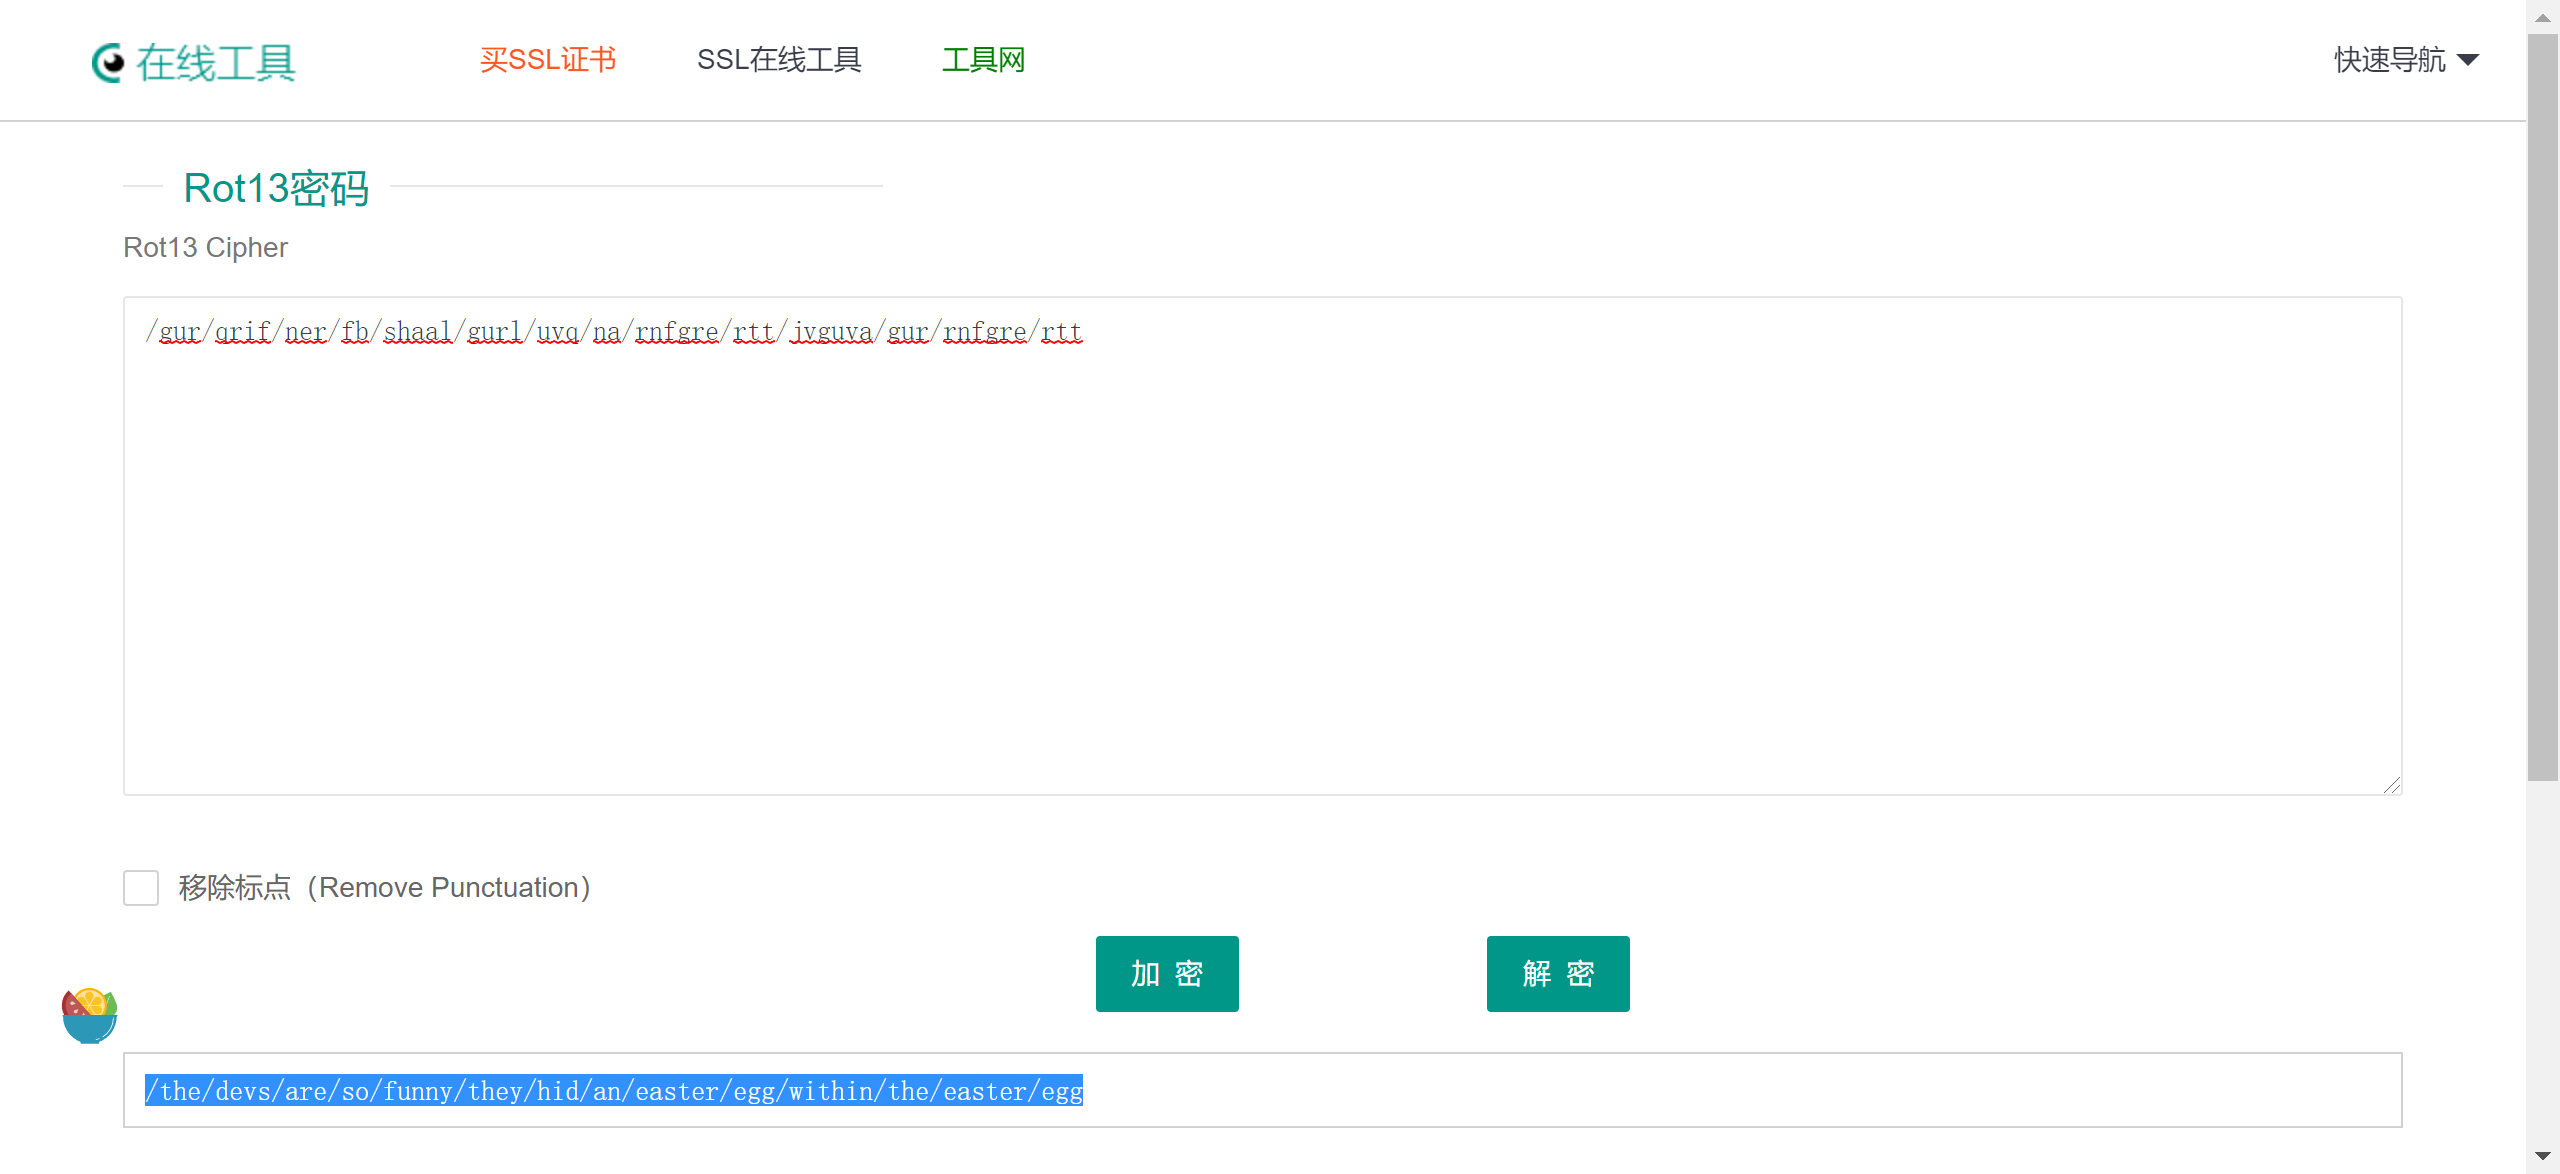 在线工具 买SSL证书 SSL在线工具 工具网 快速导航
Rot13密码
Rot13 Cipher
/gur/qrif/ner/fb/shaal/gurl/uvq/na/rnfgre/rtt/jvguva/gur/rnfgre/rtt
移除标点（Remove Punctuation）
加 密 解 密
/the/devs/are/so/funny/they/hid/an/easter/egg/within/the/easter/egg